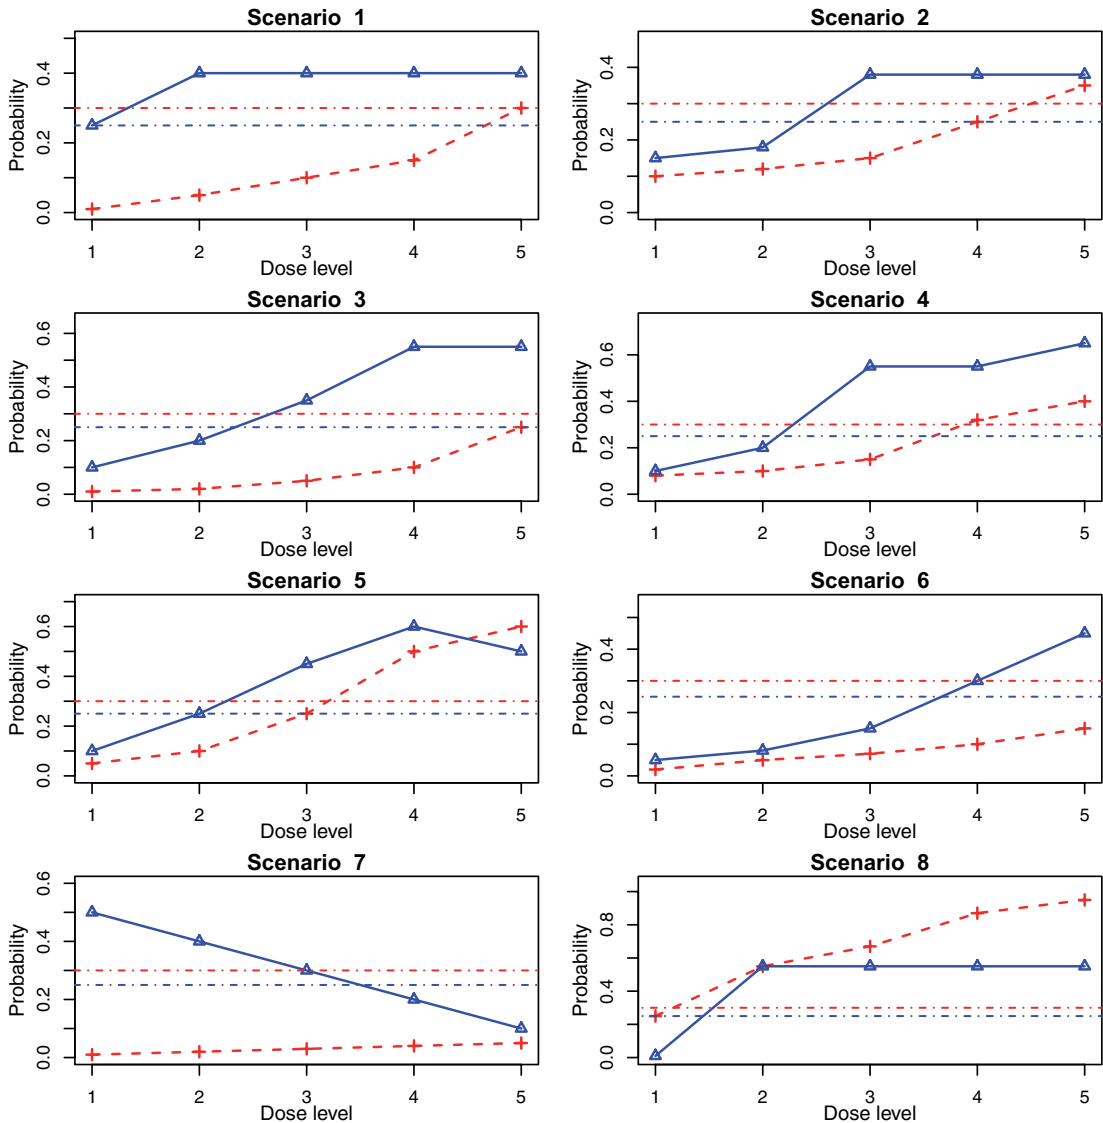 Scenario 1
Probability
0.0 0.2 0.4
1 2 3 4 5
Dose level
Scenario 2
Probability
0.0 0.2 0.4
1 2 3 4 5
Dose level
Scenario 3
Probability
0.0 0.2 0.4 0.6
1 2 3 4 5
Dose level
Scenario 4
Probability
0.0 0.2 0.4 0.6
1 2 3 4 5
Dose level
Scenario 5
Probability
0.0 0.2 0.4 0.6
1 2 3 4 5
Dose level
Scenario 6
Probability
0.0 0.2 0.4
1 2 3 4 5
Dose level
Scenario 7
Probability
0.0 0.2 0.4 0.6
1 2 3 4 5
Dose level
Scenario 8
Probability
0.0 0.4 0.8
1 2 3 4 5
Dose level